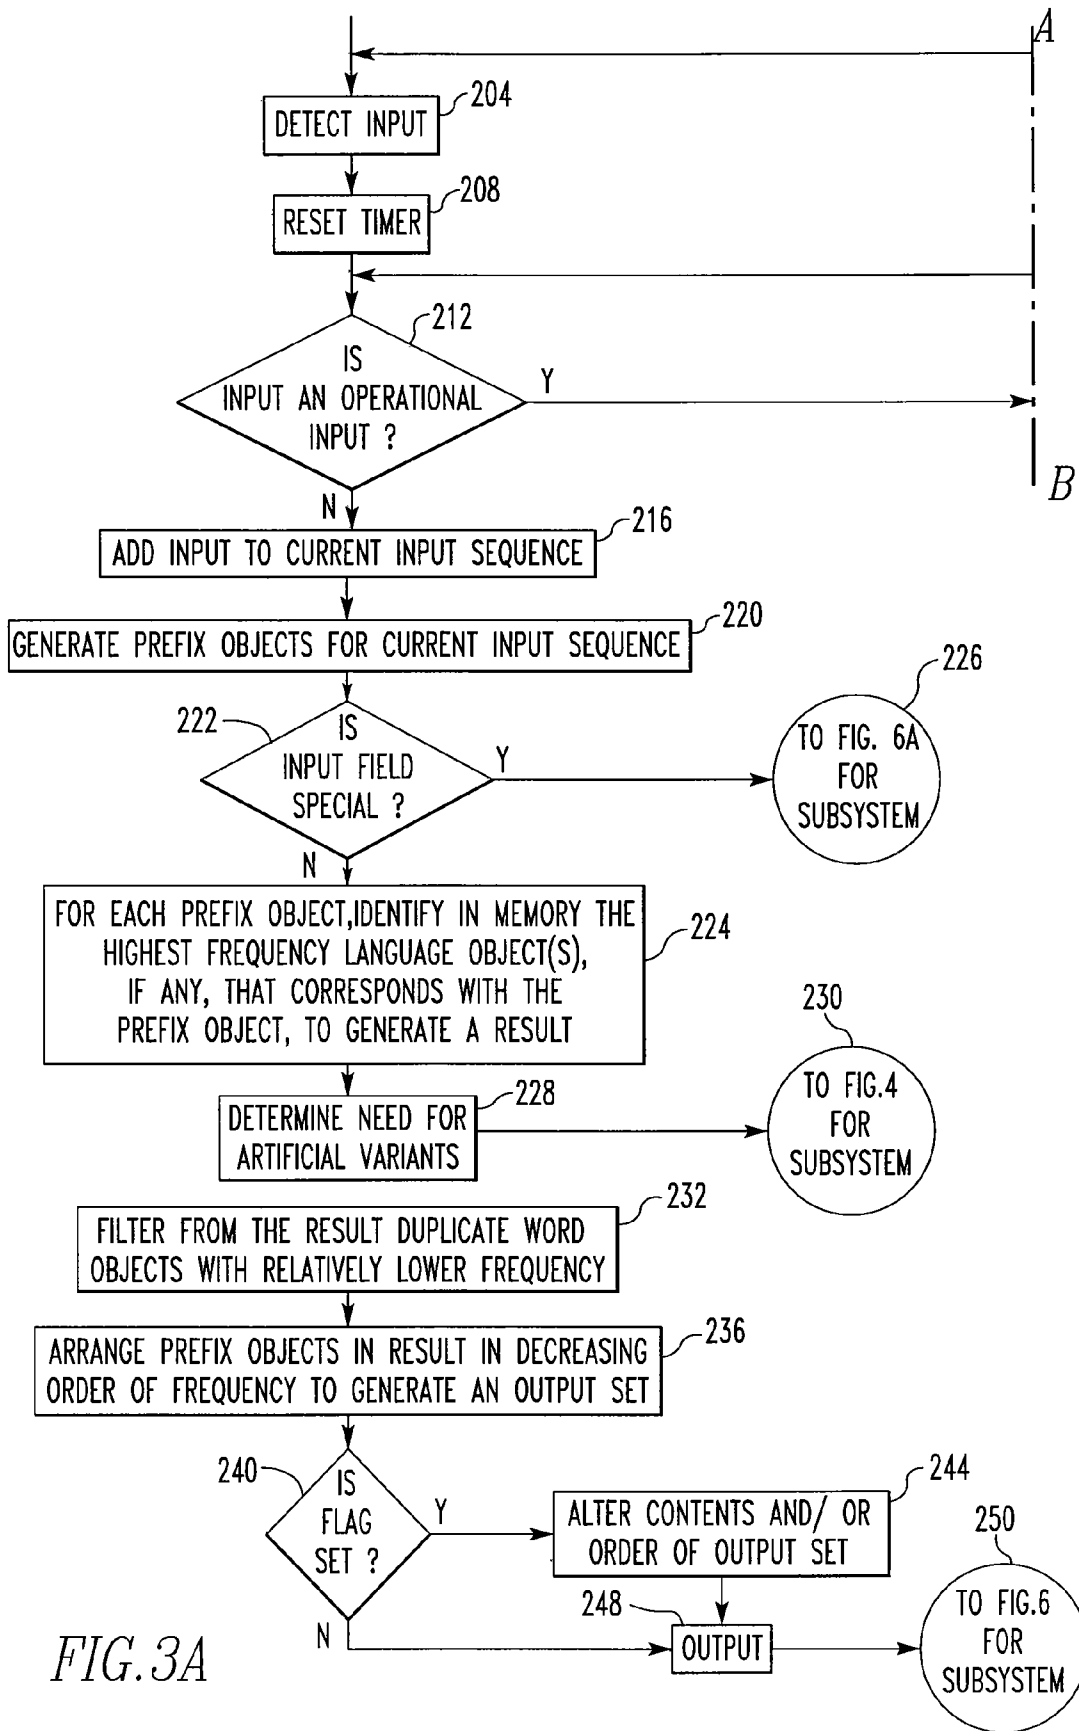 A
204
DETECT INPUT
208
RESET TIMER
212
IS
INPUT AN OPERATIONAL
INPUT ?
Y
B
N
216
ADD INPUT TO CURRENT INPUT SEQUENCE
220
GENERATE PREFIX OBJECTS FOR CURRENT INPUT SEQUENCE
226
222
IS
INPUT FIELD
SPECIAL ?
Y
TO FIG. 6A
FOR
SUBSYSTEM
N
FOR EACH PREFIX OBJECT,IDENTIFY IN MEMORY THE
HIGHEST FREQUENCY LANGUAGE OBJECT(S),
IF ANY, THAT CORRESPONDS WITH THE
PREFIX OBJECT, TO GENERATE A RESULT
224
230
228
DETERMINE NEED FOR
ARTIFICIAL VARIANTS
TO FIG.4
FOR
SUBSYSTEM
232
FILTER FROM THE RESULT DUPLICATE WORD
OBJECTS WITH RELATIVELY LOWER FREQUENCY
236
ARRANGE PREFIX OBJECTS IN RESULT IN DECREASING
ORDER OF FREQUENCY TO GENERATE AN OUTPUT SET
240
IS
FLAG
SET ?
Y
244
ALTER CONTENTS AND/ OR
ORDER OF OUTPUT SET
250
N
248
OUTPUT
TO FIG.6
FOR
SUBSYSTEM
FIG.3A